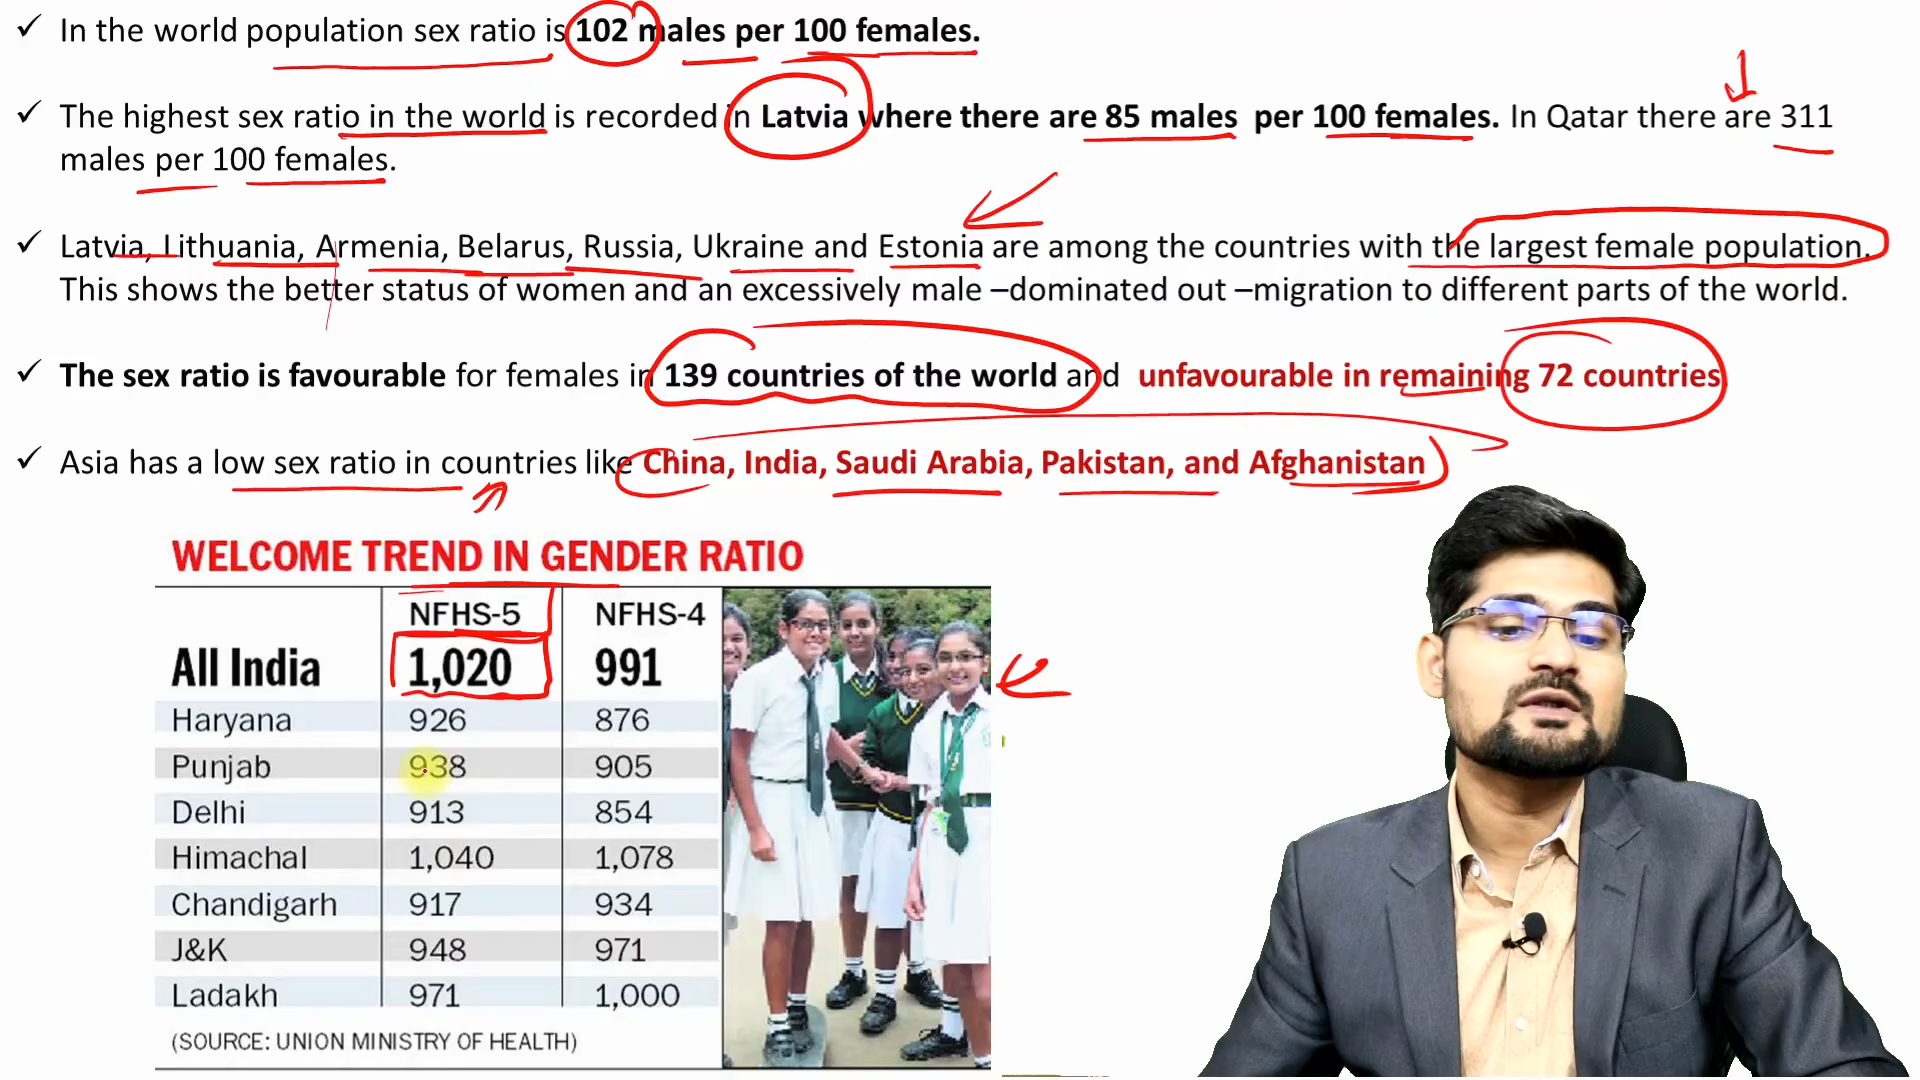 ✓ In the world population sex ratio is 102 males per 100 females.
✓ The highest sex ratio in the world is recorded in Latvia where there are 85 males per 100 females. In Qatar there are 311
males per 100 females.
✓ Latvia, Lithuania, Armenia, Belarus, Russia, Ukraine and Estonia are among the countries with the largest female population.
This shows the better status of women and an excessively male –dominated out –migration to different parts of the world.
✓ The sex ratio is favourable for females in 139 countries of the world and unfavourable in remaining 72 countries
✓ Asia has a low sex ratio in countries like China, India, Saudi Arabia, Pakistan, and Afghanistan
WELCOME TREND IN GENDER RATIO
NFHS-5 NFHS-4
All India 1,020 991
Haryana 926 876
Punjab 938 905
Delhi 913 854
Himachal 1,040 1,078
Chandigarh 917 934
J&K 948 971
Ladakh 971 1,000
(SOURCE: UNION MINISTRY OF HEALTH)